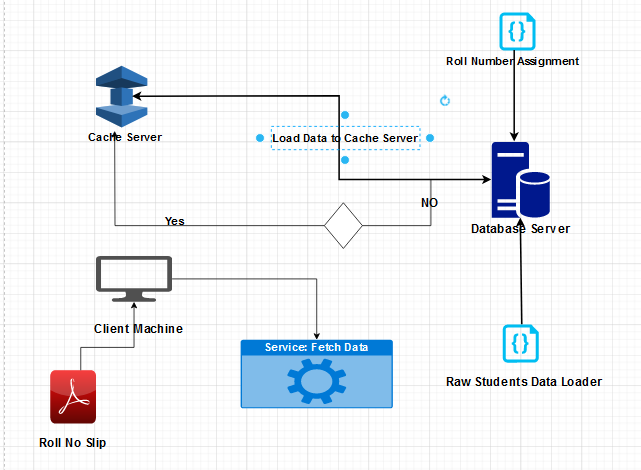 Roll Number Assignment
Cache Server
Load Data to Cache Server
NO
Yes
Database Server
Client Machine
Service: Fetch Data
Raw Students Data Loader
Roll No Slip